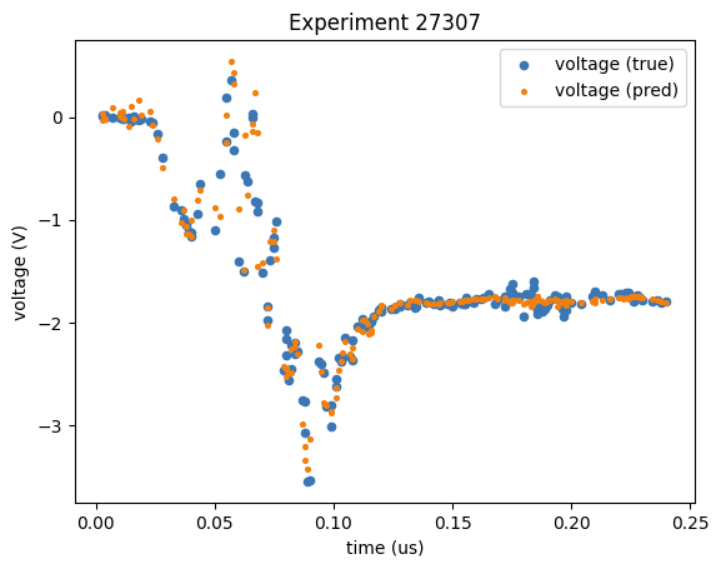 Experiment 27307
voltage (true)
voltage (pred)
voltage (V)
0
−1
−2
−3
0.00
0.05
0.10
0.15
0.20
0.25
time (us)